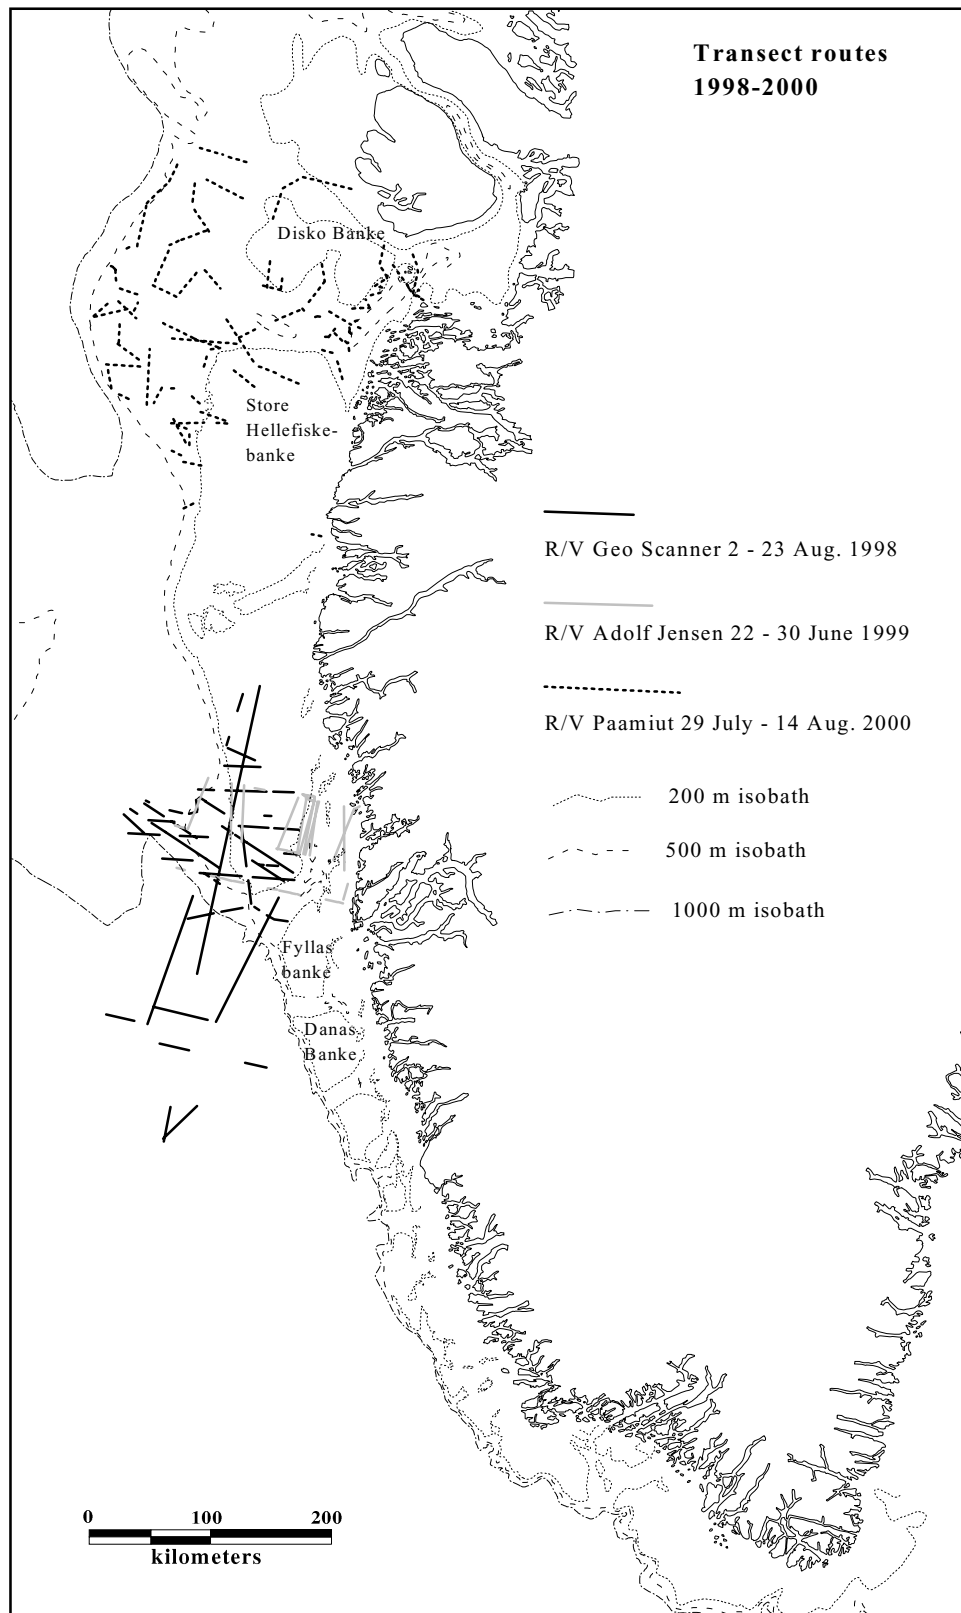 Transect routes
1998-2000
Disko Banke
Store
Hellefiske-
banke
R/V Geo Scanner 2 - 23 Aug. 1998
R/V Adolf Jensen 22 - 30 June 1999
R/V Paamiut 29 July - 14 Aug. 2000
200 m isobath
500 m isobath
1000 m isobath
Fyllas
banke
Danas
Banke
0 100 200
kilometers